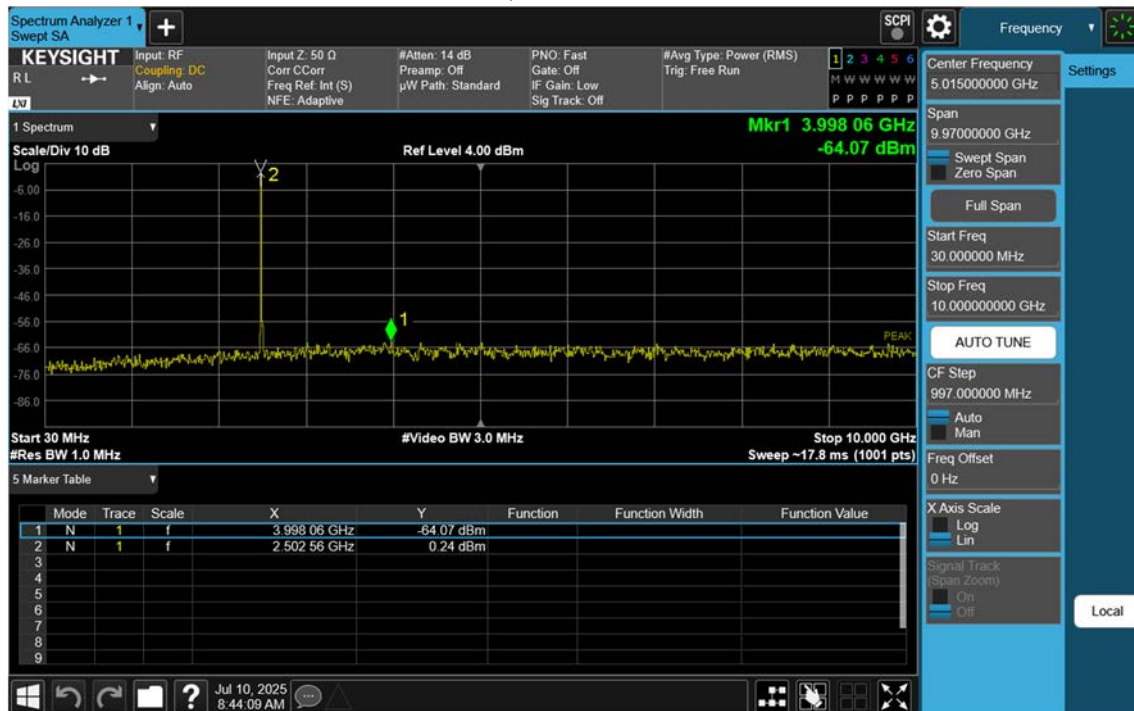 Spectrum Analyzer 1
Swept SA
+
SCPI
Frequency
KEYSIGHT
R L
LXI
Input: RF
Coupling: DC
Align: Auto
Input Z: 50 Ω
Corr CCorr
Freq Ref: Int (S)
NFE: Adaptive
#Atten: 14 dB
Preamp: Off
µW Path: Standard
PNO: Fast
Gate: Off
IF Gain: Low
Sig Track: Off
#Avg Type: Power (RMS)
Trig: Free Run
1 2 3 4 5 6
M W W W W W
P P P P P P
1 Spectrum
Scale/Div 10 dB
Ref Level 4.00 dBm
Mkr1 3.998 06 GHz
-64.07 dBm
Log
-6.00
-16.0
-26.0
-36.0
-46.0
-56.0
-66.0
-76.0
-86.0
2
1
PEAK
Start 30 MHz
#Res BW 1.0 MHz
#Video BW 3.0 MHz
Stop 10.000 GHz
Sweep ~17.8 ms (1001 pts)
5 Marker Table
Mode Trace Scale X Y Function Function Width Function Value
1 N 1 f 3.998 06 GHz -64.07 dBm
2 N 1 f 2.502 56 GHz 0.24 dBm
3
4
5
6
7
8
9
Center Frequency
5.015000000 GHz
Settings
Span
9.97000000 GHz
Swept Span
Zero Span
Full Span
Start Freq
30.000000 MHz
Stop Freq
10.000000000 GHz
AUTO TUNE
CF Step
997.000000 MHz
Auto
Man
Freq Offset
0 Hz
X Axis Scale
Log
Lin
Signal Track
(Span Zoom)
On
Off
Local
?
Jul 10, 2025
8:44:09 AM